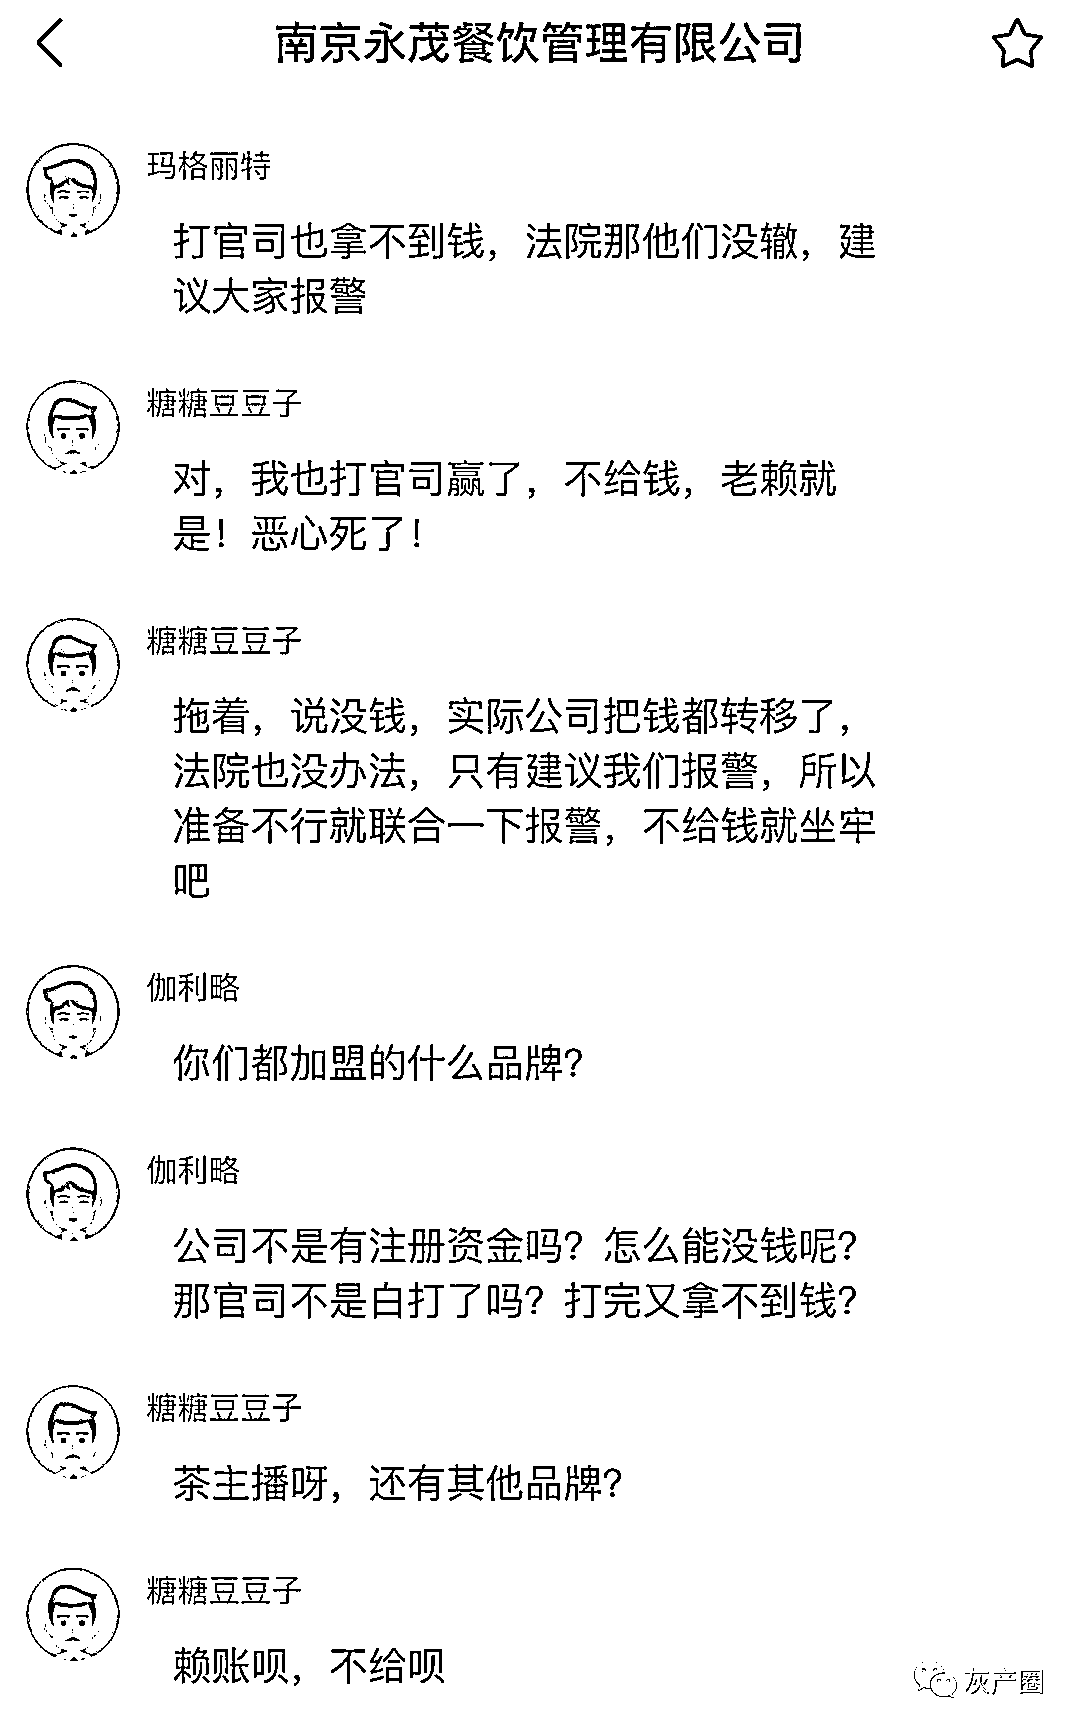 南京永茂餐饮管理有限公司
玛格丽特
打官司也拿不到钱，法院那他们没辙，建
议大家报警
糖糖豆豆子
对，我也打官司赢了，不给钱，老赖就
是！恶心死了！
糖糖豆豆子
拖着，说没钱，实际公司把钱都转移了，
法院也没办法，只有建议我们报警，所以
准备不行就联合一下报警，不给钱就坐牢
吧
伽利略
你们都加盟的什么品牌？
伽利略
公司不是有注册资金吗？怎么能没钱呢？
那官司不是白打了吗？打完又拿不到钱？
糖糖豆豆子
茶主播呀，还有其他品牌？
糖糖豆豆子
赖账呗，不给呗
灰产圈